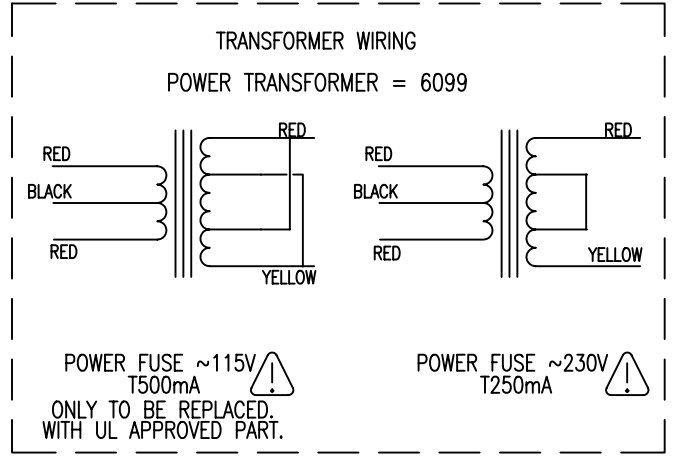 TRANSFORMER WIRING
POWER TRANSFORMER = 6099
RED
RED
BLACK
RED
YELLOW
RED
RED
BLACK
RED
YELLOW
POWER FUSE ~115V
T500mA
ONLY TO BE REPLACED.
WITH UL APPROVED PART.
POWER FUSE ~230V
T250mA